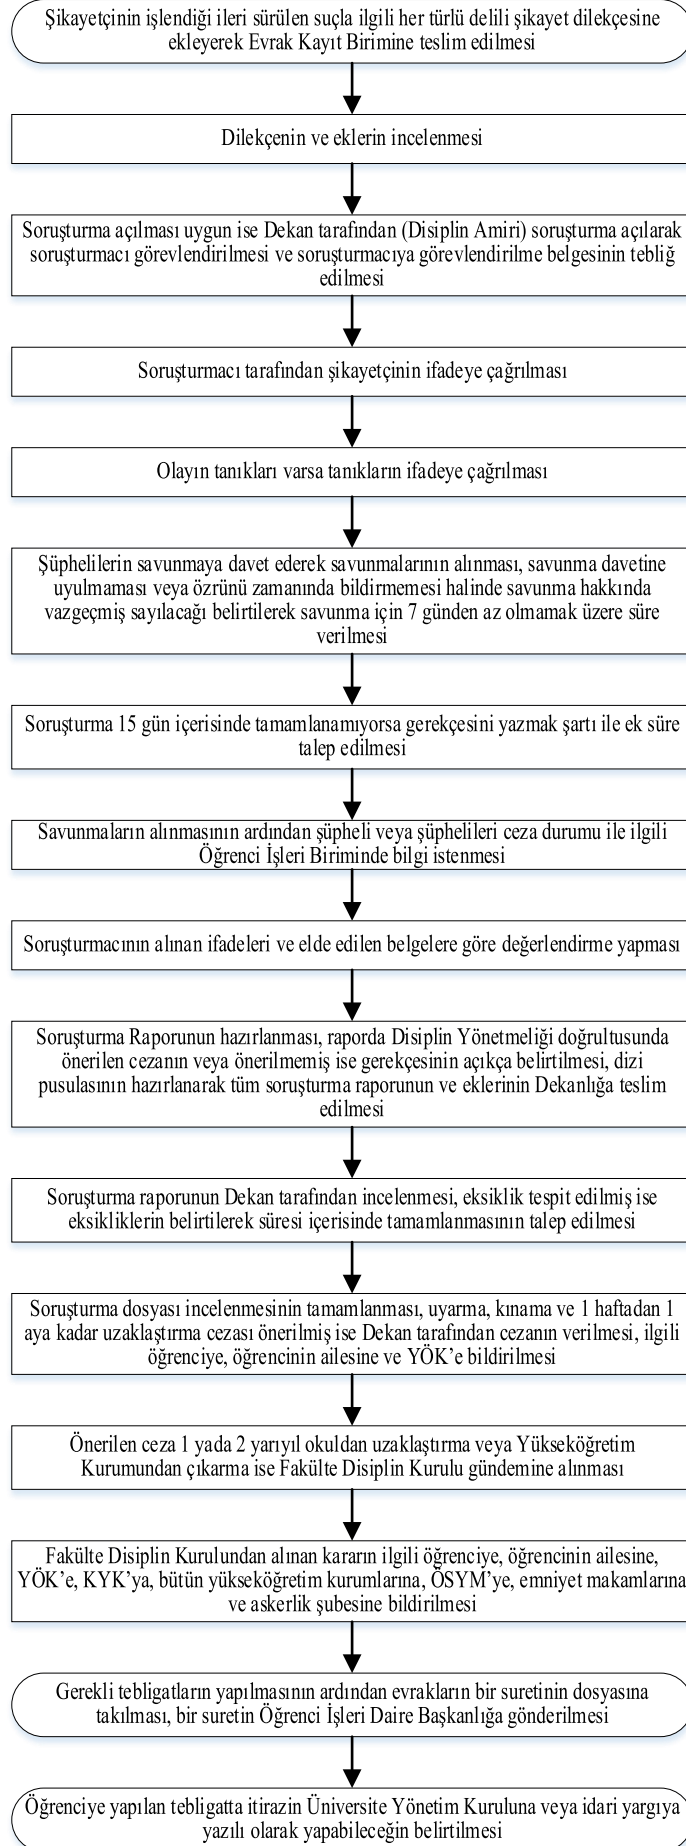 Şikayetçinin işlendiği ileri sürülen suçla ilgili her türlü delili şikayet dilekçesine
ekleyerek Evrak Kayıt Birimine teslim edilmesi
Dilekçenin ve eklerin incelenmesi
Soruşturma açılması uygun ise Dekan tarafından (Disiplin Amiri) soruşturma açılarak
soruşturmacı görevlendirilmesi ve soruşturmacıya görevlendirilme belgesinin tebliğ
edilmesi
Soruşturmacı tarafından şikayetçinin ifadeye çağrılması
Olayın tanıkları varsa tanıkların ifadeye çağrılması
Şüphelilerin savunmaya davet ederek savunmalarının alınması, savunma davetine
uyulmaması veya özrünü zamanında bildirmemesi halinde savunma hakkında
vazgeçmiş sayılacağı belirtilerek savunma için 7 günden az olmamak üzere süre
verilmesi
Soruşturma 15 gün içerisinde tamamlanamıyorsa gerekçesini yazmak şartı ile ek süre
talep edilmesi
Savunmaların alınmasının ardından şüpheli veya şüphelileri ceza durumu ile ilgili
Öğrenci İşleri Biriminde bilgi istenmesi
Soruşturmacının alınan ifadeleri ve elde edilen belgelere göre değerlendirme yapması
Soruşturma Raporunun hazırlanması, raporda Disiplin Yönetmeliği doğrultusunda
önerilen cezanın veya önerilmemiş ise gerekçesinin açıkça belirtilmesi, dizi
pusulasının hazırlanarak tüm soruşturma raporunun ve eklerinin Dekanlığa teslim
edilmesi
Soruşturma raporunun Dekan tarafından incelenmesi, eksiklik tespit edilmiş ise
eksikliklerin belirtilerek süresi içerisinde tamamlanmasının talep edilmesi
Soruşturma dosyası incelenmesinin tamamlanması, uyarma, kınama ve 1 haftadan 1
aya kadar uzaklaştırma cezası önerilmiş ise Dekan tarafından cezanın verilmesi, ilgili
öğrenciye, öğrencinin ailesine ve YÖK’e bildirilmesi
Önerilen ceza 1 yada 2 yarıyıl okuldan uzaklaştırma veya Yükseköğretim
Kurumundan çıkarma ise Fakülte Disiplin Kurulu gündemine alınması
Fakülte Disiplin Kurulundan alınan kararın ilgili öğrenciye, öğrencinin ailesine,
YÖK’e, KYK’ya, bütün yükseköğretim kurumlarına, ÖSYM’ye, emniyet makamlarına
ve askerlik şubesine bildirilmesi
Gerekli tebligatların yapılmasının ardından evrakların bir suretinin dosyasına
takılması, bir suretin Öğrenci İşleri Daire Başkanlığa gönderilmesi
Öğrenciye yapılan tebligatta itirazin Üniversite Yönetim Kuruluna veya idari yargıya
yazılı olarak yapabileceğin belirtilmesi